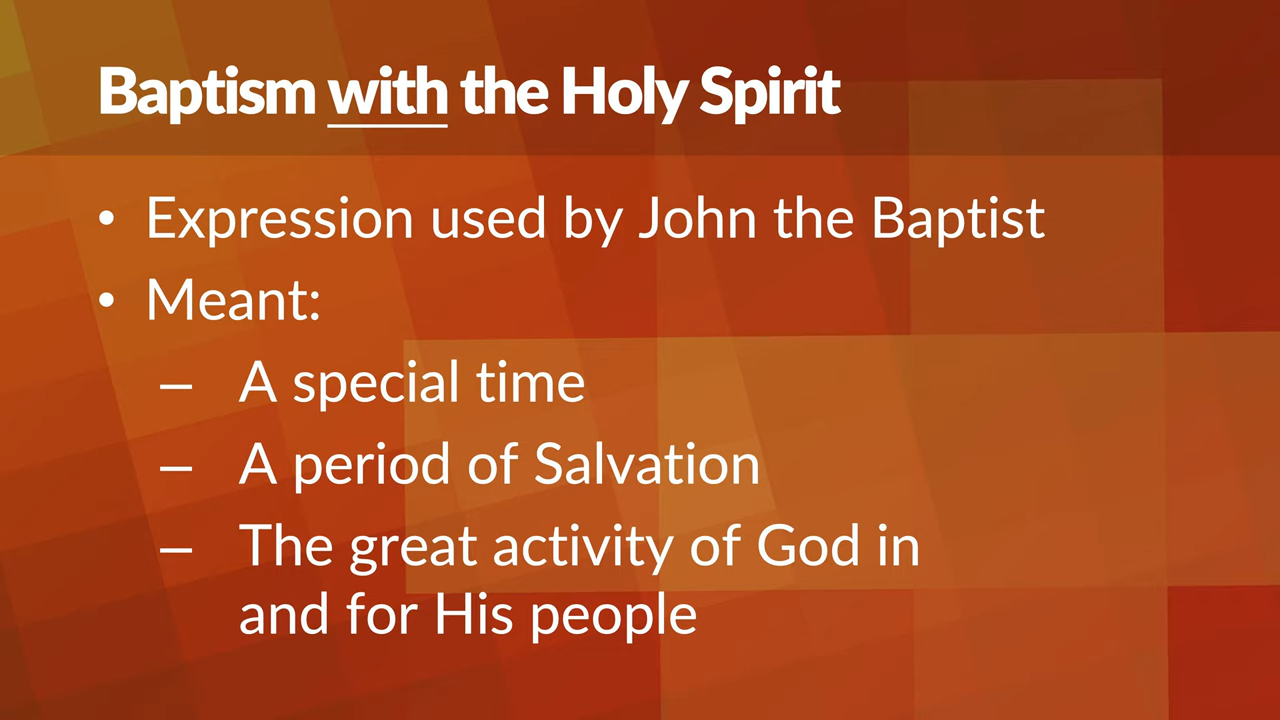 Baptism with the Holy Spirit
• Expression used by John the Baptist
• Meant:
– A special time
– A period of Salvation
– The great activity of God in
and for His people